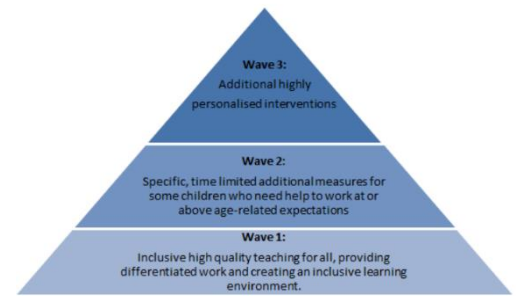 Wave 3:
Additional highly
personalised interventions
Wave 2:
Specific, time limited additional measures for
some children who need help to work at or
above age-related expectations
Wave 1:
Inclusive high quality teaching for all, providing
differentiated work and creating an inclusive learning
environment.